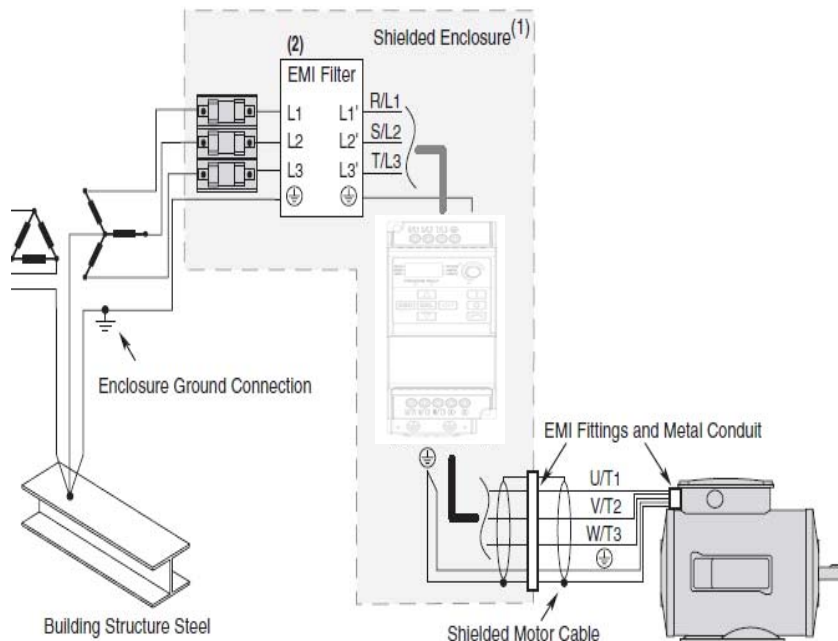 Shielded Enclosure(1)
(2)
EMI Filter
L1 L1' R/L1
L2 L2' S/L2
L3 L3' T/L3
Enclosure Ground Connection
EMI Fittings and Metal Conduit
U/T1
V/T2
W/T3
Building Structure Steel
Shielded Motor Cable